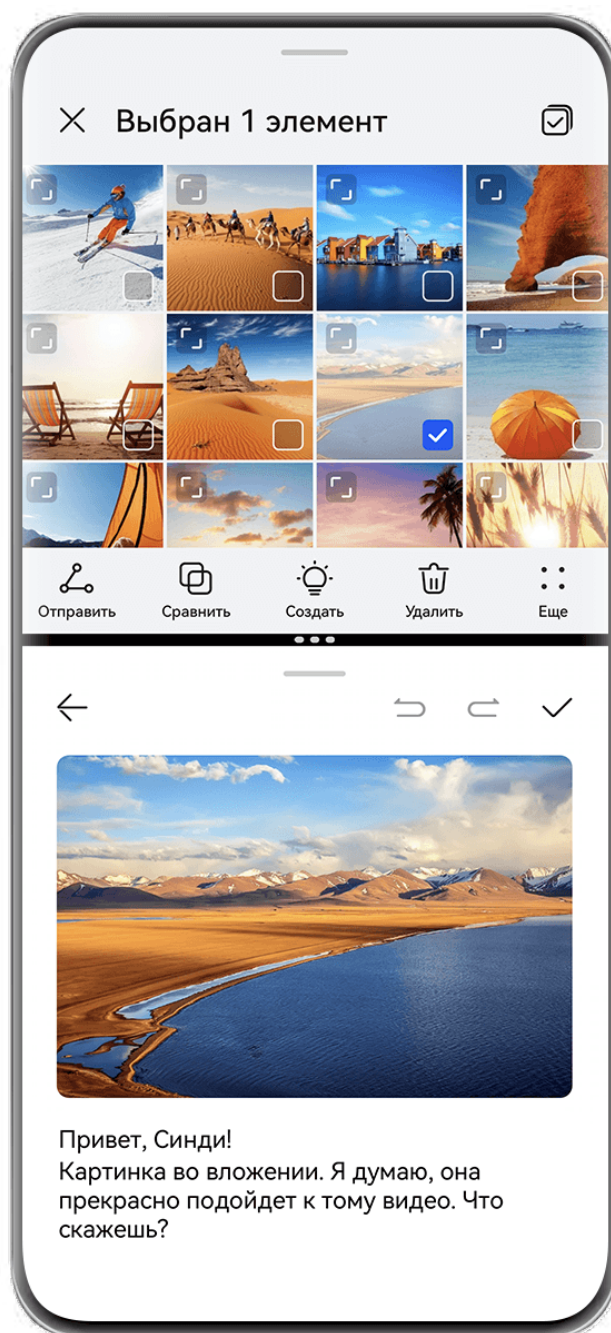 Выбран 1 элемент
Отправить
Сравнить
Создать
Удалить
Еще
Привет, Синди!
Картинка во вложении. Я думаю, она
прекрасно подойдет к тому видео. Что
скажешь?